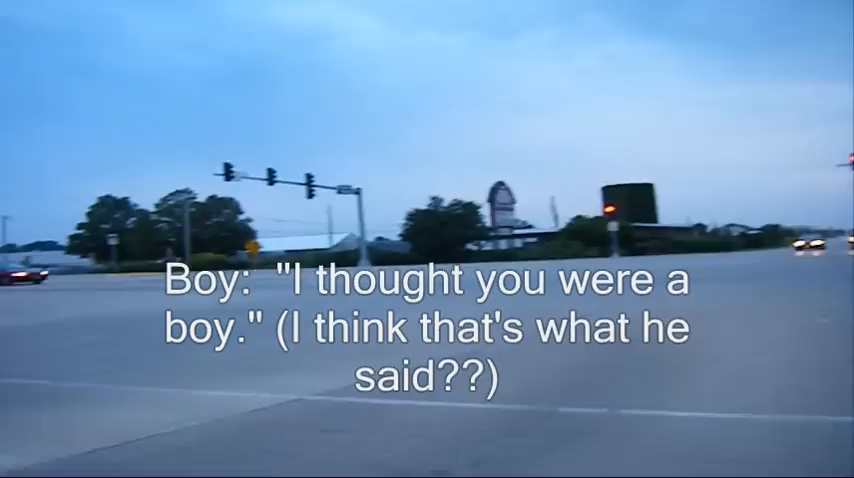 Boy:  "I thought you were a
boy." (I think that's what he
said??)